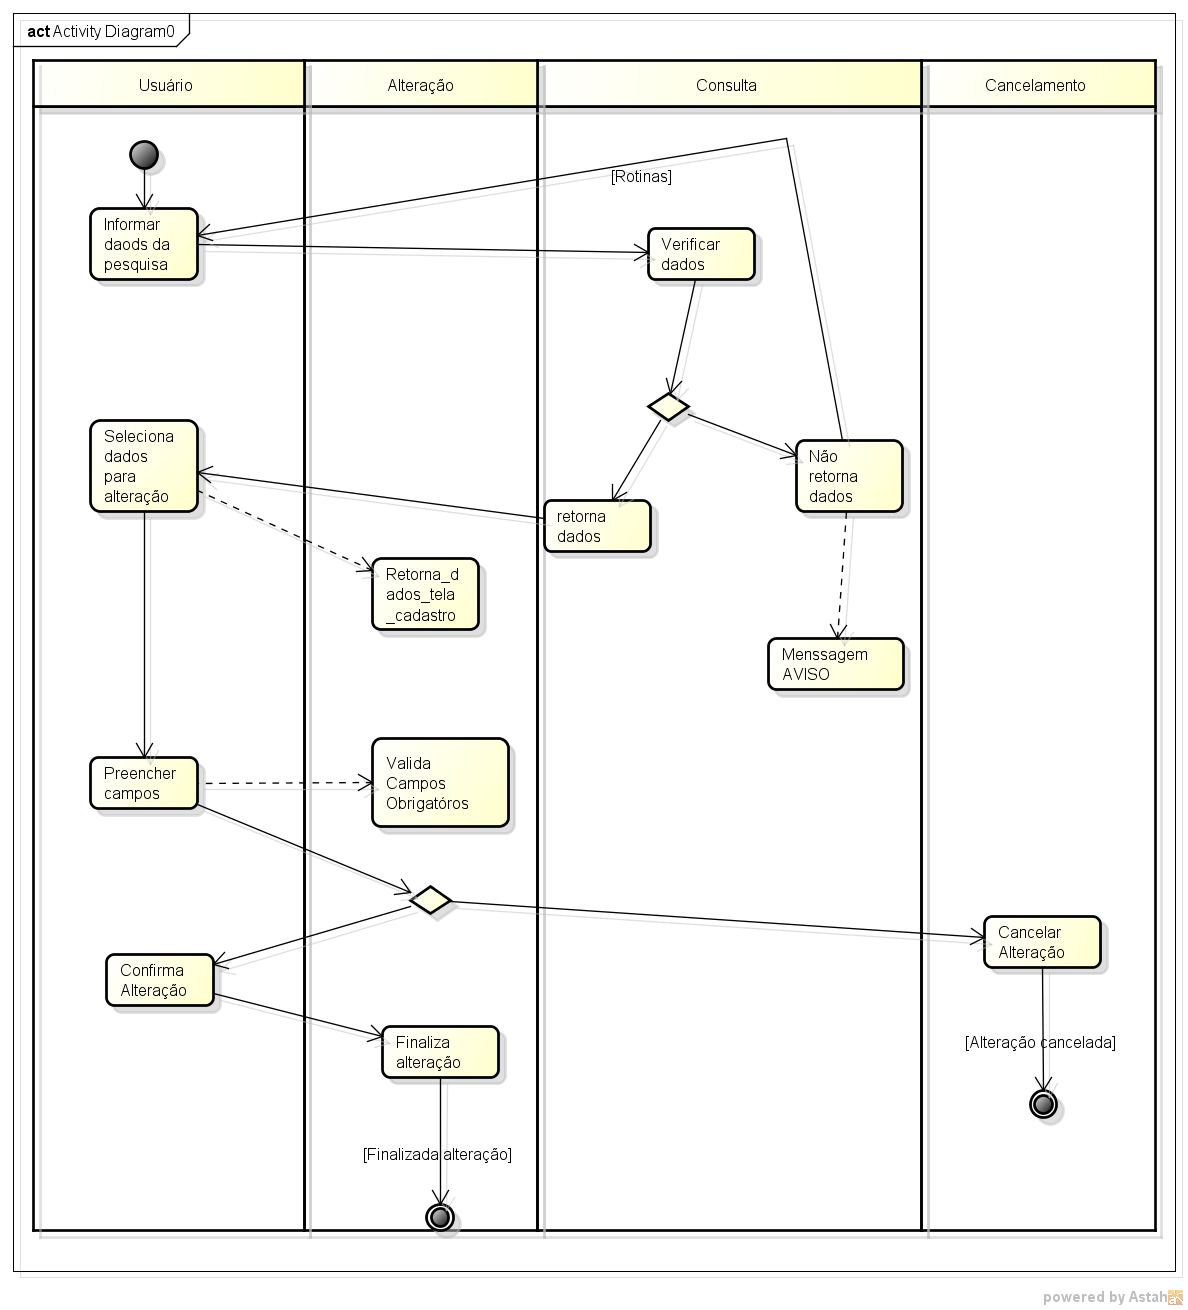 act Activity Diagram0
Usuário
Alteração
Consulta
Cancelamento
[Rotinas]
Informar
daods da
pesquisa
Verificar
dados
Seleciona
dados
para
alteração
Não
retorna
dados
retorna
dados
Retorna_d
ados_tela
_cadastro
Menssagem
AVISO
Preencher
campos
Valida
Campos
Obrigatóros
Cancelar
Alteração
Confirma
Alteração
Finaliza
alteração
[Alteração cancelada]
[Finalizada alteração]
powered by Astah